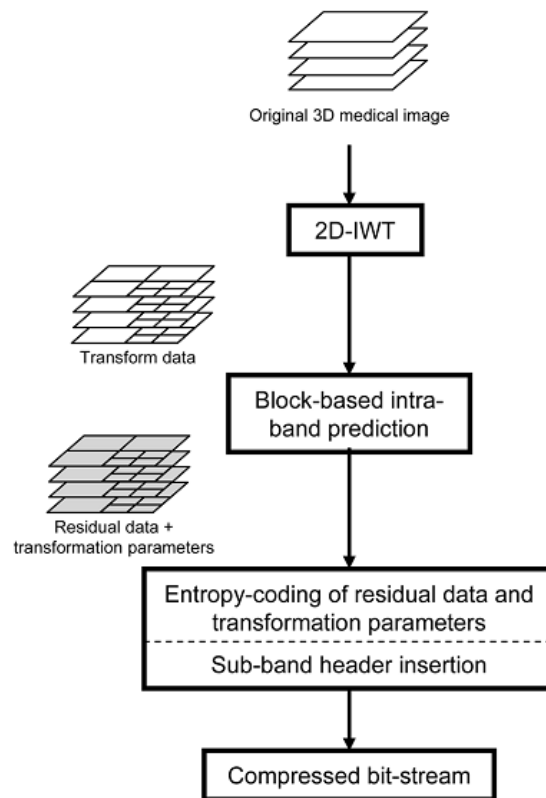 Original 3D medical image
2D-IWT
Transform data
Block-based intra-
band prediction
Residual data +
transformation parameters
Entropy-coding of residual data and
transformation parameters
Sub-band header insertion
Compressed bit-stream